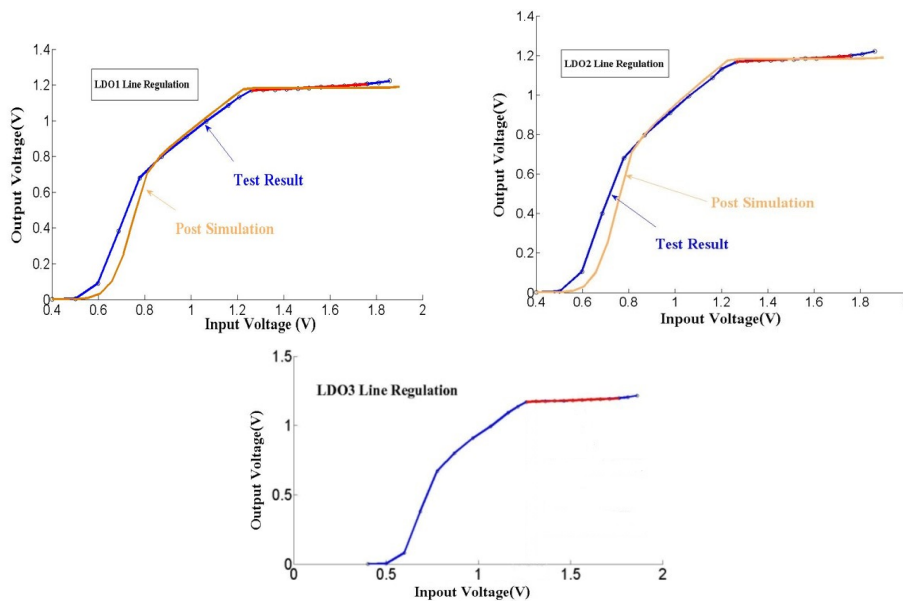 1.4
1.2
1
0.8
0.6
0.4
0.2
0
Output Voltage(V)
LDO1 Line Regulation
Test Result
Post Simulation
0.4 0.6 0.8 1 1.2 1.4 1.6 1.8 2
Input Voltage (V)
1.4
1.2
1
0.8
0.6
0.4
0.2
0
Output Voltage(V)
LDO2 Line Regulation
Post Simulation
Test Result
0.4 0.6 0.8 1 1.2 1.4 1.6 1.8 2
Inpout Voltage(V)
1.5
1
0.5
0
Output Voltage(V)
LDO3 Line Regulation
0 0.5 1 1.5 2
Inpout Voltage(V)